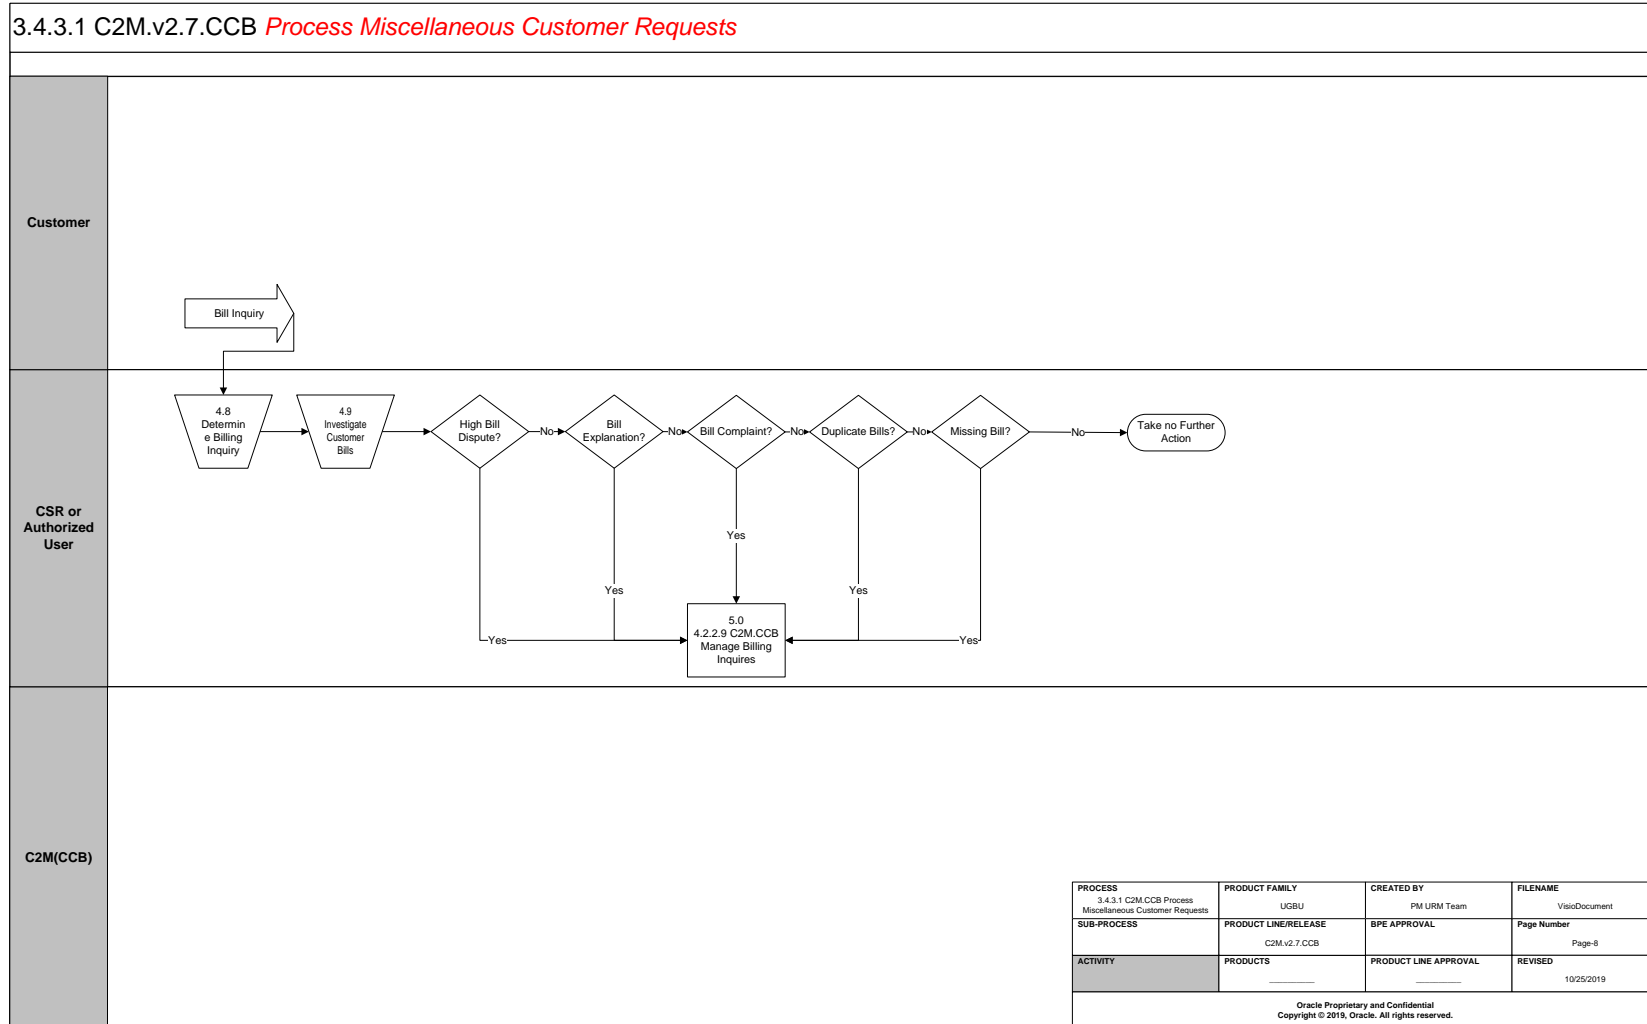 3.4.3.1 C2M.v2.7.CCB Process Miscellaneous Customer Requests
Customer
Bill Inquiry
CSR or
Authorized
User
4.8
Determin
e Billing
Inquiry
4.9
Investigate
Customer
Bills
High Bill
Dispute?
No
Bill
Explanation?
No
Bill Complaint?
No
Duplicate Bills?
No
Missing Bill?
No
Take no Further
Action
Yes
Yes
Yes
Yes
Yes
5.0
4.2.2.9 C2M.CCB
Manage Billing
Inquires
C2M(CCB)
PROCESS
3.4.3.1 C2M.CCB Process
Miscellaneous Customer Requests
PRODUCT FAMILY
UGBU
CREATED BY
PM URM Team
FILENAME
VisioDocument
SUB-PROCESS
PRODUCT LINE/RELEASE
C2M.v2.7.CCB
BPE APPROVAL
Page Number
Page-8
ACTIVITY
PRODUCTS
PRODUCT LINE APPROVAL
REVISED
10/25/2019
Oracle Proprietary and Confidential
Copyright © 2019, Oracle. All rights reserved.